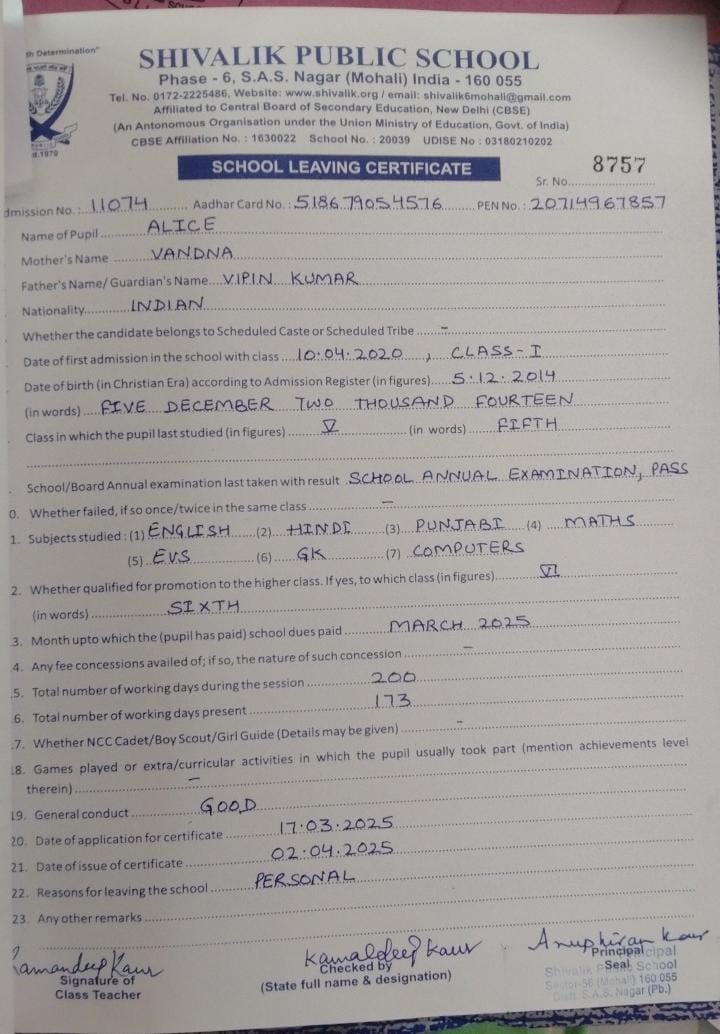 th Determination"
SHIVALIK PUBLIC SCHOOL
Phase - 6, S.A.S. Nagar (Mohali) India - 160 055
Tel. No. 0172-2225486, Website: www.shivalik.org / email: shivalik6mohali@gmail.com
Affiliated to Central Board of Secondary Education, New Delhi (CBSE)
(An Antonomous Organisation under the Union Ministry of Education, Govt. of India)
CBSE Affiliation No. : 1630022 School No. : 20039 UDISE No : 03180210202
d.1970
SCHOOL LEAVING CERTIFICATE
Sr. No. 8757
dmission No. : 11074 Aadhar Card No. : 518679054576 PEN No. : 20714967857
Name of Pupil ALICE
Mother's Name VANDNA
Father's Name/ Guardian's Name VIPIN KUMAR
Nationality INDIAN
Whether the candidate belongs to Scheduled Caste or Scheduled Tribe -
Date of first admission in the school with class 10.04.2020, CLASS-I
Date of birth (in Christian Era) according to Admission Register (in figures) 5.12.2014
(in words) FIVE DECEMBER TWO THOUSAND FOURTEEN
Class in which the pupil last studied (in figures) V (in words) FIFTH
School/Board Annual examination last taken with result SCHOOL ANNUAL EXAMINATION, PASS
0. Whether failed, if so once/twice in the same class -
1. Subjects studied : (1) ENGLISH (2) HINDI (3) PUNJABI (4) MATHS
(5) EVS (6) GK (7) COMPUTERS
2. Whether qualified for promotion to the higher class. If yes, to which class (in figures) VI
(in words) SIXTH
3. Month upto which the (pupil has paid) school dues paid MARCH 2025
4. Any fee concessions availed of; if so, the nature of such concession -
5. Total number of working days during the session 200
6. Total number of working days present 173
7. Whether NCC Cadet/Boy Scout/Girl Guide (Details may be given) -
18. Games played or extra/curricular activities in which the pupil usually took part (mention achievements level
therein) -
19. General conduct GOOD
20. Date of application for certificate 17.03.2025
21. Date of issue of certificate 02.04.2025
22. Reasons for leaving the school PERSONAL
23. Any other remarks
Ramandeep Kaur Kamaldeep Kaur Anupkiran Kaur
Signature of
Class Teacher
Checked by
(State full name & designation)
Principal
Seal
cipal
Shivalik Public School
Sector-56 (Mohali) 160 055
Distt. S.A.S. Nagar (Pb.)